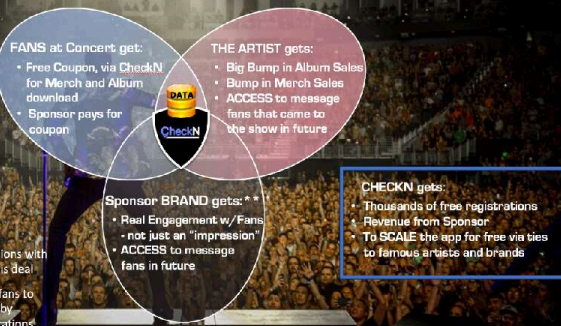 FANS at Concert get:
• Free Coupon, via CheckN
for Merch and Album
download
• Sponsor pays for
coupon
THE ARTIST gets:
• Big Bump in Album Sales
• Bump in Merch Sales
• ACCESS to message
fans that came to
the show in future
DATA
CheckN
Sponsor BRAND gets:***
• Real Engagement w/Fans
- not just an "impression"
• ACCESS to message
fans in future
CHECKN gets:
• Thousands of free registrations
• Revenue from Sponsor
• To SCALE the app for free via ties
to famous artists and brands
with
is deal
fans to
by